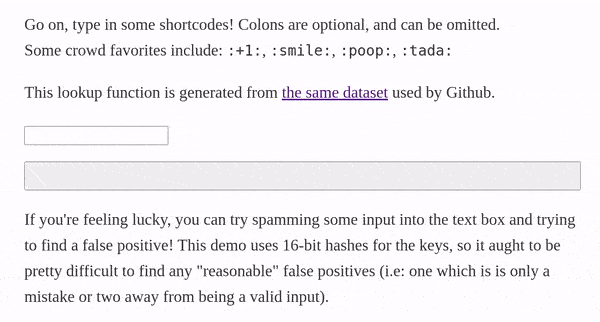 Go on, type in some shortcodes! Colons are optional, and can be omitted.
Some crowd favorites include: :+1:, :smile:, :poop:, :tada:
This lookup function is generated from the same dataset used by Github.
If you're feeling lucky, you can try spamming some input into the text box and trying
to find a false positive! This demo uses 16-bit hashes for the keys, so it aught to be
pretty difficult to find any "reasonable" false positives (i.e: one which is is only a
mistake or two away from being a valid input).